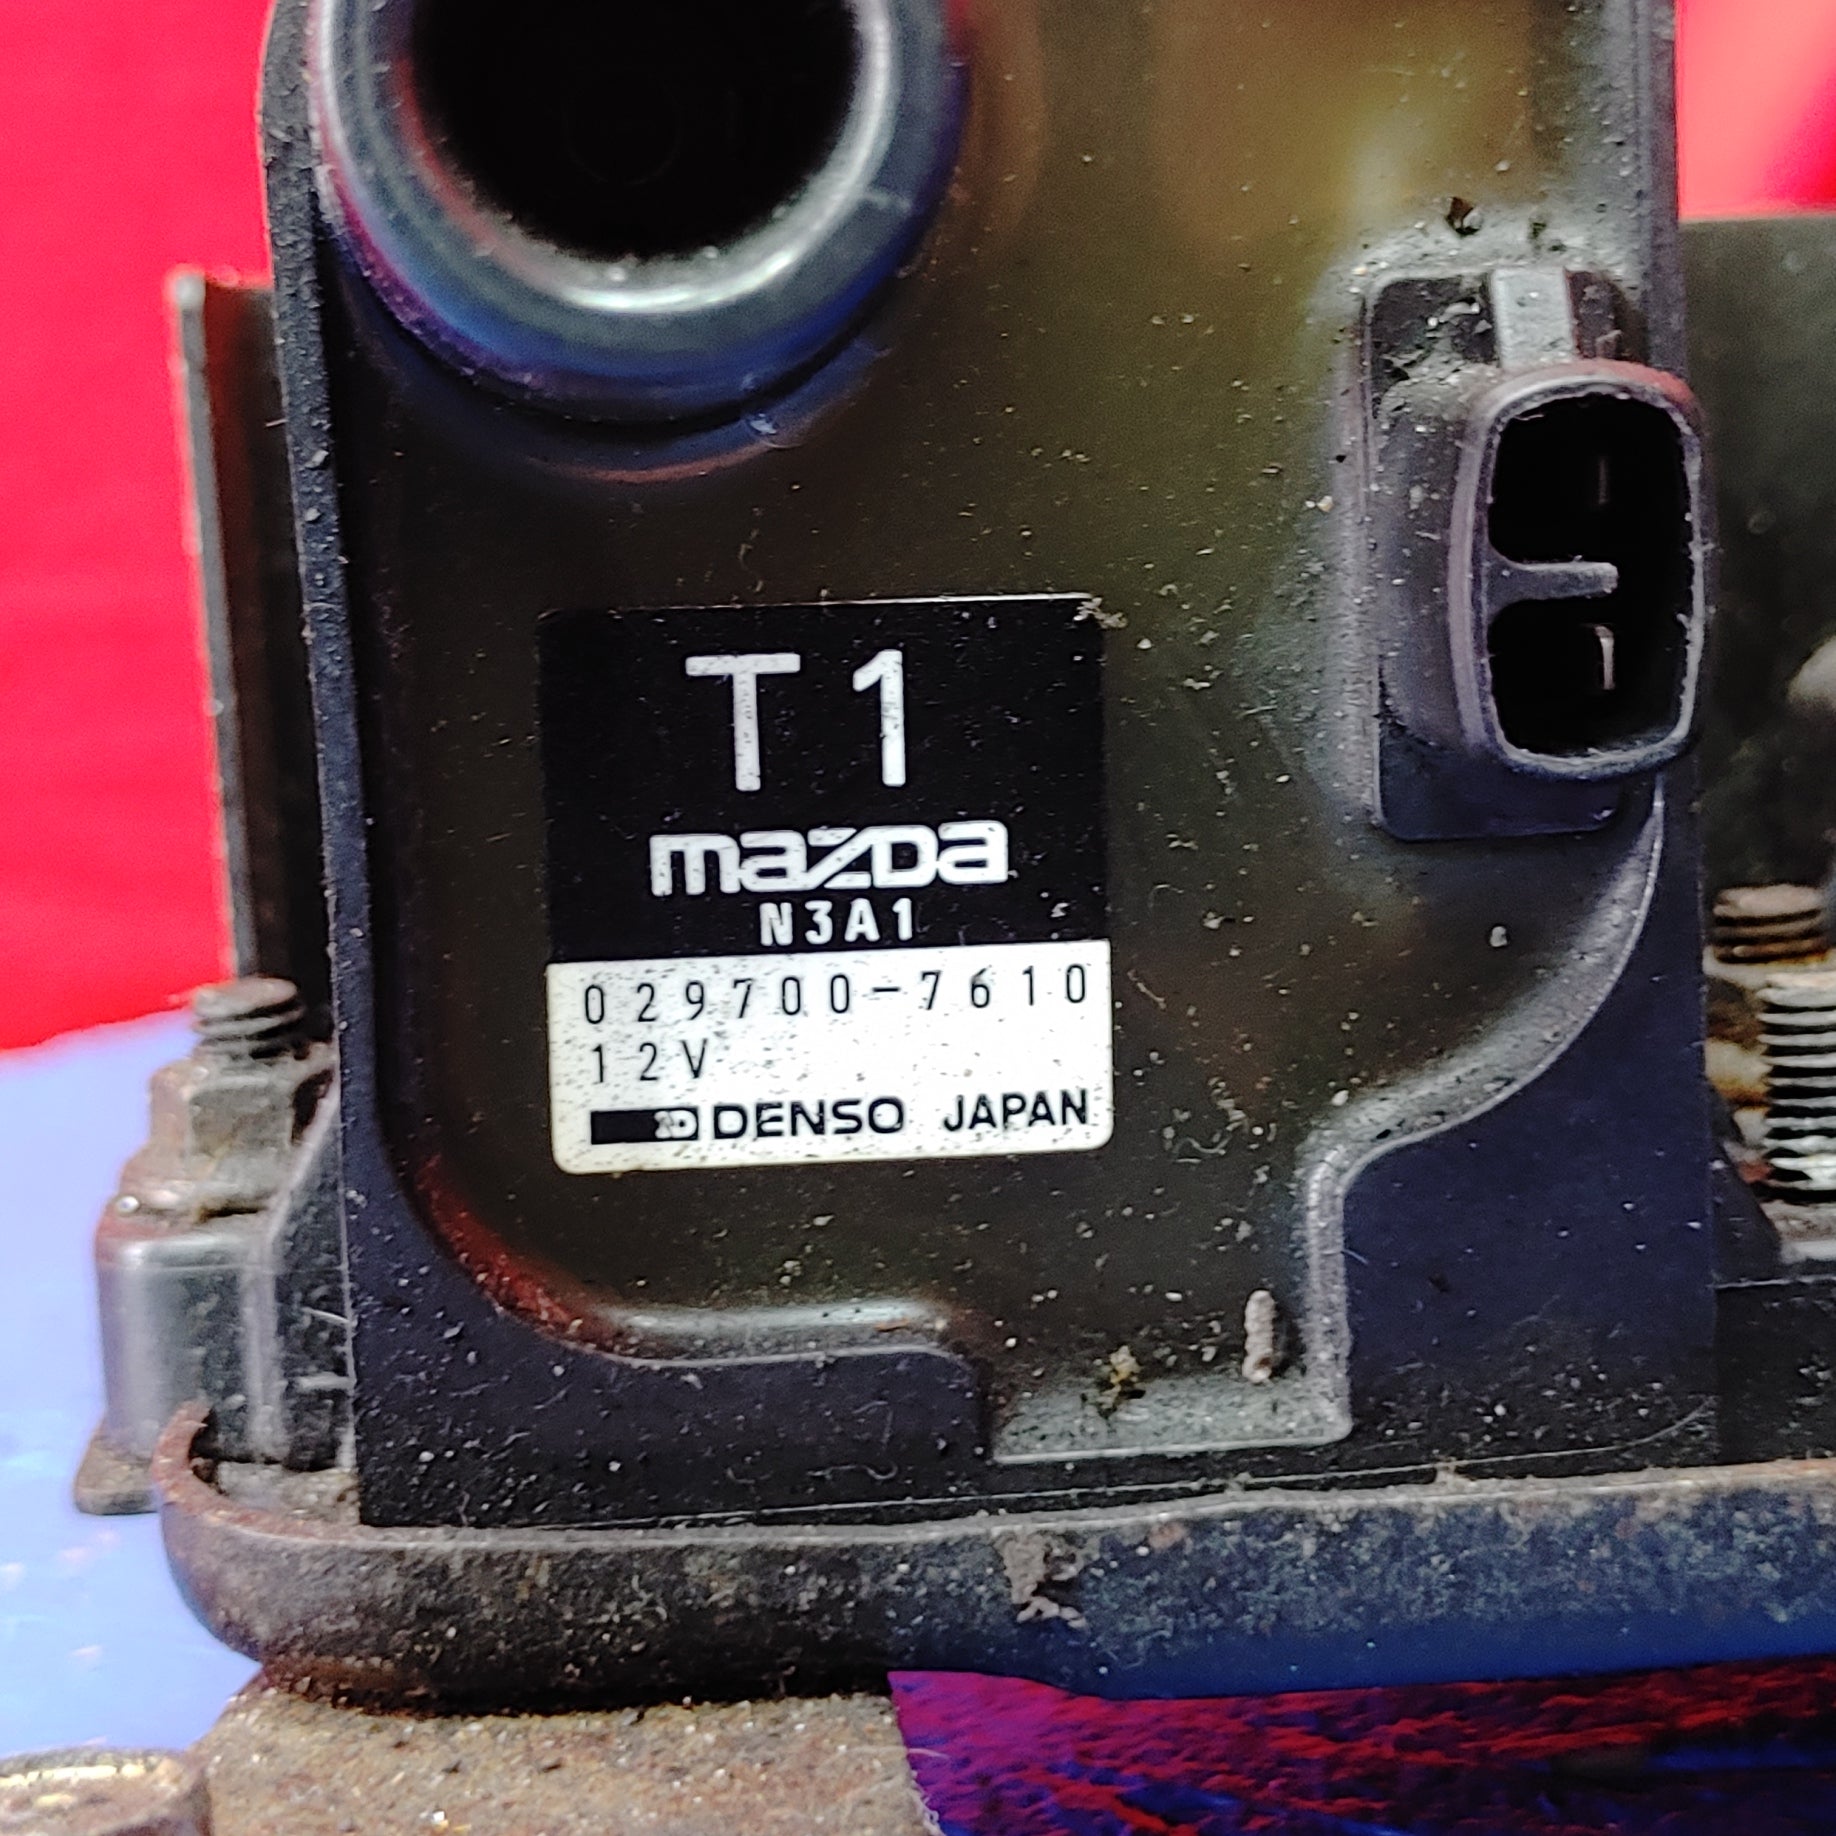 T1
mazda
N3A1
029700-7610
12V
DENSO JAPAN